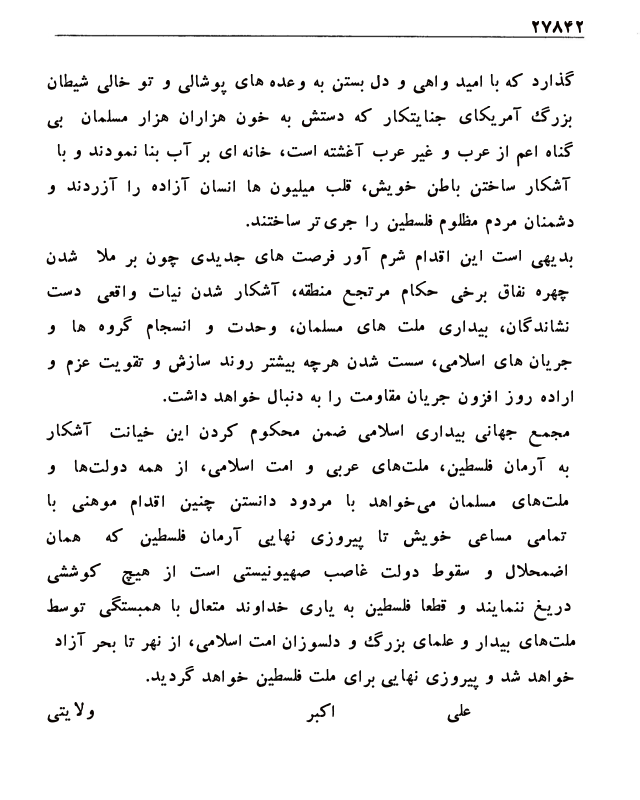 ۲۷۸۴۲
گذارد که با امید واهی و دل بستن به وعده های پوشالی و تو خالی شیطان
بزرگ آمریکای جنایتکار که دستش به خون هزاران هزار مسلمان بی
گناه اعم از عرب و غیر عرب آغشته است، خانه ای بر آب بنا نمودند و با
آشکار ساختن باطن خویش، قلب میلیون ها انسان آزاده را آزردند و
دشمنان مردم مظلوم فلسطین را جری تر ساختند.
بدیهی است این اقدام شرم آور فرصت های جدیدی چون بر ملا شدن
چهره نفاق برخی حکام مرتجع منطقه، آشکار شدن نیات واقعی دست
نشاندگان، بیداری ملت های مسلمان، وحدت و انسجام گروه ها و
جریان های اسلامی، سست شدن هرچه بیشتر روند سازش و تقویت عزم و
اراده روز افزون جریان مقاومت را به دنبال خواهد داشت.
مجمع جهانی بیداری اسلامی ضمن محکوم کردن این خیانت آشکار
به آرمان فلسطین، ملت‌های عربی و امت اسلامی، از همه دولت‌ها و
ملت‌های مسلمان می‌خواهد با مردود دانستن چنین اقدام موهنی با
تمامی مساعی خویش تا پیروزی نهایی آرمان فلسطین که همان
اضمحلال و سقوط دولت غاصب صهیونیستی است از هیچ کوششی
دریغ ننمایند و قطعا فلسطین به یاری خداوند متعال با همبستگی توسط
ملت‌های بیدار و علمای بزرگ و دلسوزان امت اسلامی، از نهر تا بحر آزاد
خواهد شد و پیروزی نهایی برای ملت فلسطین خواهد گردید.
علی اکبر ولایتی